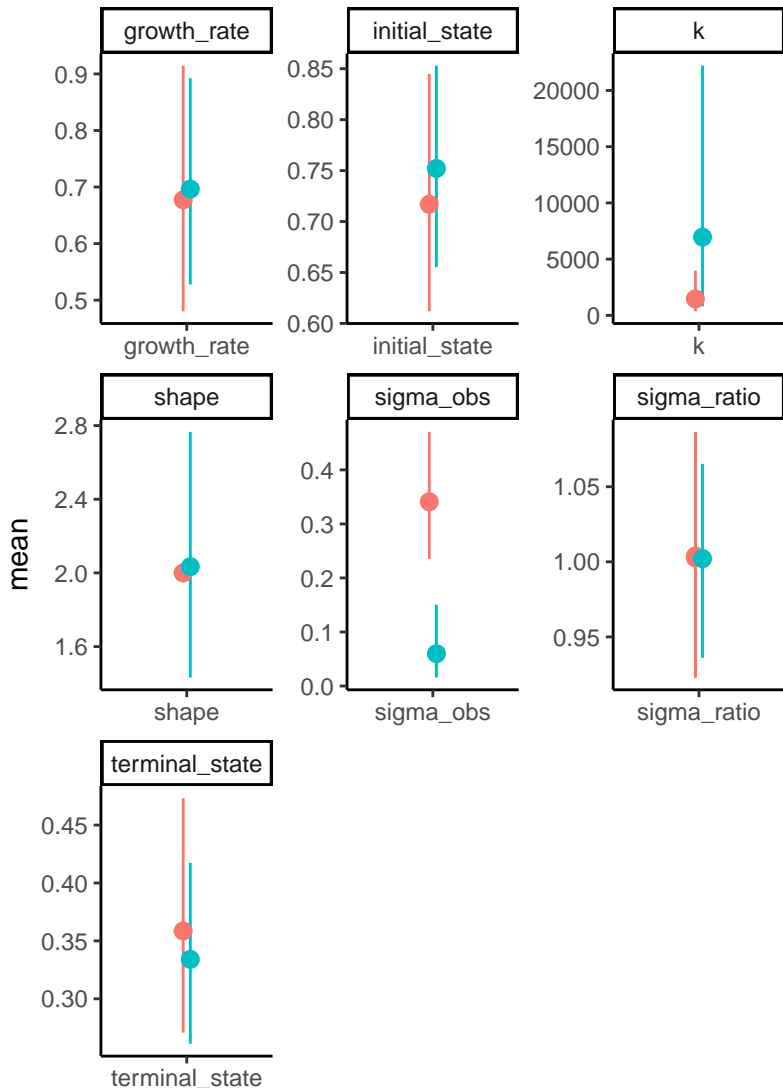 growth_rate
initial_state
k
0.9
0.8
0.7
0.6
0.5
0.85
0.80
0.75
0.70
0.65
0.60
20000
15000
10000
5000
0
growth_rate
initial_state
k
shape
sigma_obs
sigma_ratio
mean
2.8
2.4
2.0
1.6
0.4
0.3
0.2
0.1
0.0
1.05
1.00
0.95
shape
sigma_obs
sigma_ratio
terminal_state
0.45
0.40
0.35
0.30
terminal_state